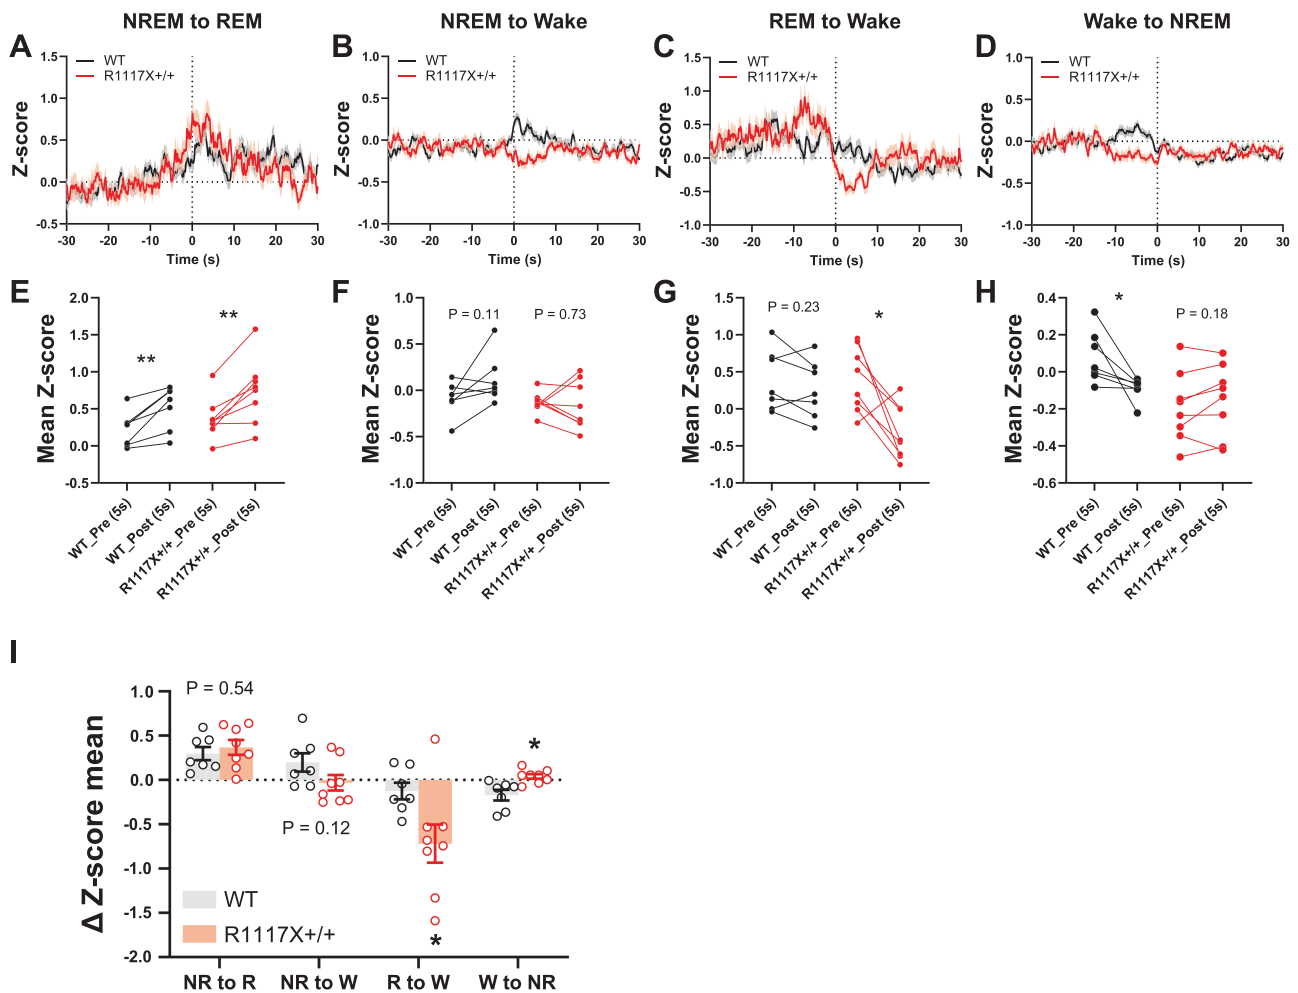 NREM to REM
NREM to Wake
REM to Wake
Wake to NREM
A
B
C
D
WT
R1117X+/+
WT
R1117X+/+
WT
R1117X+/+
WT
R1117X+/+
Z-score
1.5
1.0
0.5
0.0
-0.5
-30 -20 -10 0 10 20 30
Time (s)
Z-score
1.0
0.5
0.0
-0.5
-1.0
-30 -20 -10 0 10 20 30
Time (s)
Z-score
1.5
1.0
0.5
0.0
-0.5
-1.0
-30 -20 -10 0 10 20 30
Time (s)
Z-score
1.0
0.5
0.0
-0.5
-1.0
-30 -20 -10 0 10 20 30
Time (s)
E
Mean Z-score
2.0
1.5
1.0
0.5
0.0
-0.5
**
**
WT_Pre (5s)
WT_Post (5s)
R1117X+/+_Pre (5s)
R1117X+/+_Post (5s)
F
Mean Z-score
1.0
0.5
0.0
-0.5
-1.0
P = 0.11
P = 0.73
WT_Pre (5s)
WT_Post (5s)
R1117X+/+_Pre (5s)
R1117X+/+_Post (5s)
G
Mean Z-score
1.5
1.0
0.5
0.0
-0.5
-1.0
P = 0.23
*
WT_Pre (5s)
WT_Post (5s)
R1117X+/+_Pre (5s)
R1117X+/+_Post (5s)
H
Mean Z-score
0.4
0.2
0.0
-0.2
-0.4
-0.6
*
P = 0.18
WT_Pre (5s)
WT_Post (5s)
R1117X+/+_Pre (5s)
R1117X+/+_Post (5s)
I
Δ Z-score mean
1.0
0.5
0.0
-0.5
-1.0
-1.5
-2.0
P = 0.54
P = 0.12
*
*
WT
R1117X+/+
NR to R
NR to W
R to W
W to NR